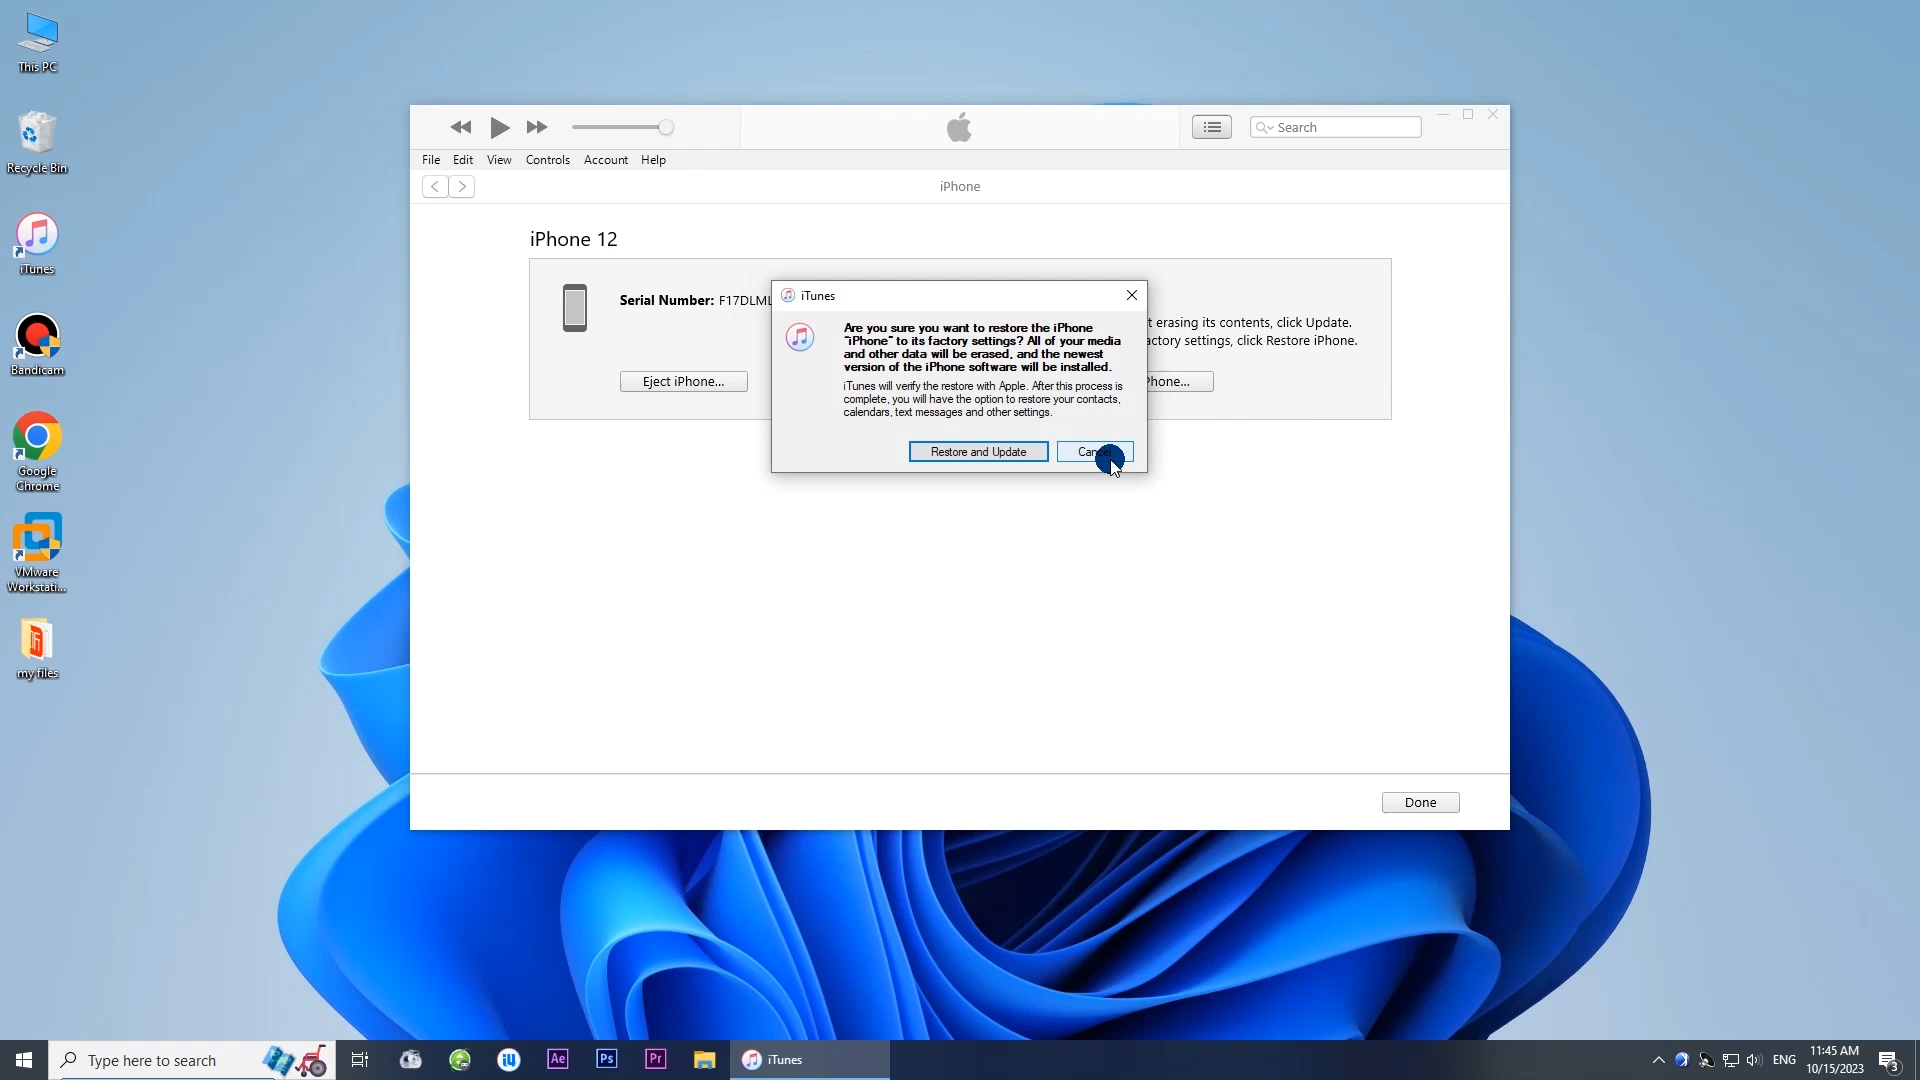 This PC
Recycle Bin
iTunes
Bandicam
Google
Chrome
VMware
Workstati...
my files
Search
File Edit View Controls Account Help
iPhone
iPhone 12
Serial Number: F17DLML
t erasing its contents, click Update.
actory settings, click Restore iPhone.
Eject iPhone...
Phone...
iTunes
Are you sure you want to restore the iPhone
"iPhone" to its factory settings? All of your media
and other data will be erased, and the newest
version of the iPhone software will be installed.
iTunes will verify the restore with Apple. After this process is
complete, you will have the option to restore your contacts,
calendars, text messages and other settings.
Restore and Update
Cancel
Done
Type here to search
Ae
Ps
Pr
iTunes
ENG
11:45 AM
10/15/2023
3